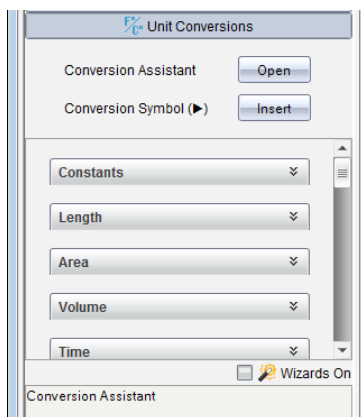 F°/C° Unit Conversions
Conversion Assistant Open
Conversion Symbol (▶) Insert
Constants
Length
Area
Volume
Time
Wizards On
Conversion Assistant